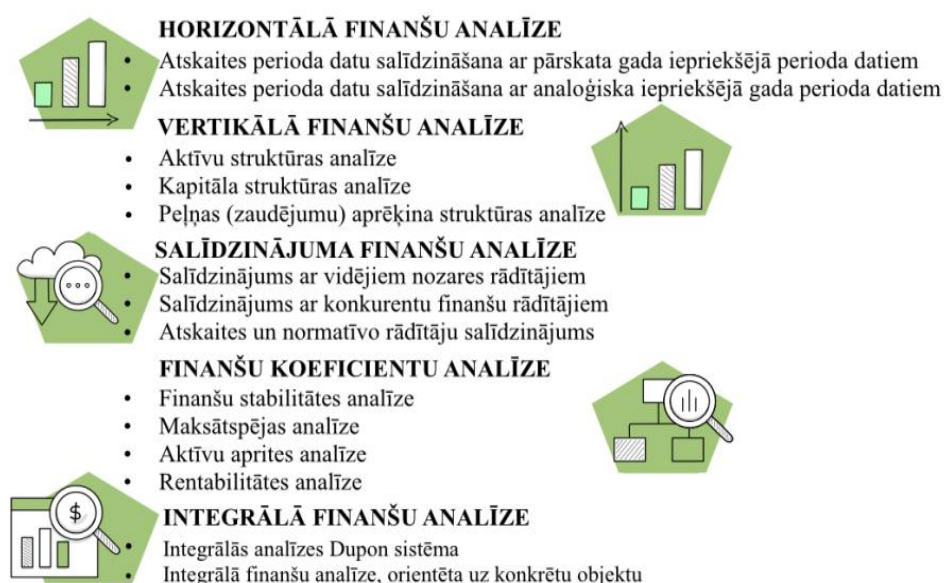 HORIZONTĀLĀ FINANŠU ANALĪZE
• Atskaites perioda datu salīdzināšana ar pārskata gada iepriekšējā perioda datiem
• Atskaites perioda datu salīdzināšana ar analoģiska iepriekšējā gada perioda datiem
VERTIKĀLĀ FINANŠU ANALĪZE
• Aktīvu struktūras analīze
• Kapitāla struktūras analīze
• Peļņas (zaudējumu) aprēķina struktūras analīze
SALĪDZINĀJUMA FINANŠU ANALĪZE
• Salīdzinājums ar vidējiem nozares rādītājiem
• Salīdzinājums ar konkurentu finanšu rādītājiem
• Atskaites un normatīvo rādītāju salīdzinājums
FINANŠU KOEFICIENTU ANALĪZE
• Finanšu stabilitātes analīze
• Maksātspējas analīze
• Aktīvu aprites analīze
• Rentabilitātes analīze
$
INTEGRĀLĀ FINANŠU ANALĪZE
• Integrālās analīzes Dupon sistēma
• Integrālā finanšu analīze, orientēta uz konkrētu objektu